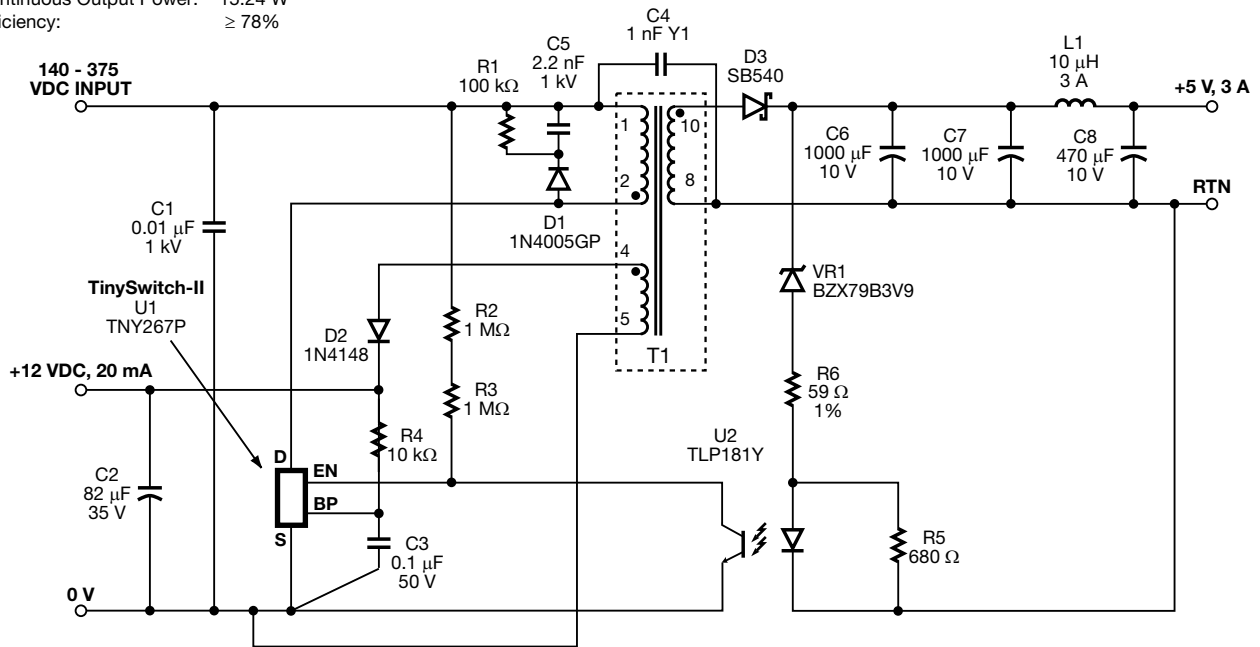 15.24 W
≥ 78%
C4
1 nF Y1
C5
2.2 nF
1 kV
R1
100 kΩ
D3
SB540
L1
10 µH
3 A
140 - 375
VDC INPUT
+5 V, 3 A
1
10
2
8
C6
1000 µF
10 V
C7
1000 µF
10 V
C8
470 µF
10 V
RTN
C1
0.01 µF
1 kV
D1
1N4005GP
4
5
T1
VR1
BZX79B3V9
TinySwitch-II
U1
TNY267P
D2
1N4148
R2
1 MΩ
+12 VDC, 20 mA
R3
1 MΩ
R6
59 Ω
1%
R4
10 kΩ
U2
TLP181Y
D
EN
BP
S
C2
82 µF
35 V
C3
0.1 µF
50 V
R5
680 Ω
0 V